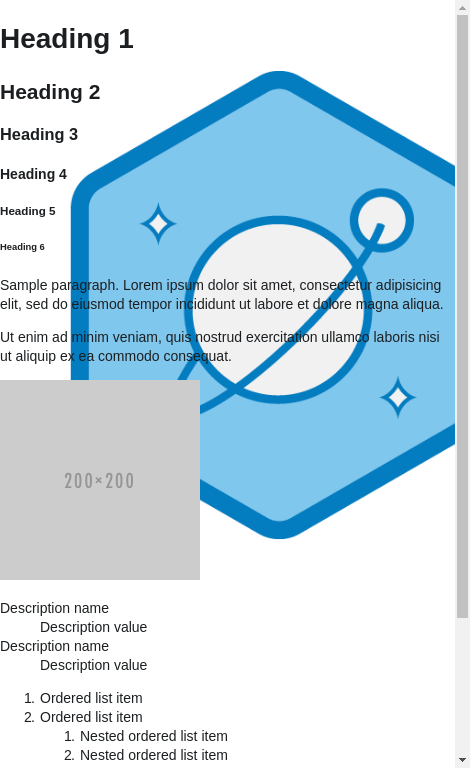 Heading 1
Heading 2
Heading 3
Heading 4
Heading 5
Heading 6
Sample paragraph. Lorem ipsum dolor sit amet, consectetur adipisicing
elit, sed do eiusmod tempor incididunt ut labore et dolore magna aliqua.
Ut enim ad minim veniam, quis nostrud exercitation ullamco laboris nisi
ut aliquip ex ea commodo consequat.
200×200
Description name
Description value
Description name
Description value
1. Ordered list item
2. Ordered list item
1. Nested ordered list item
2. Nested ordered list item